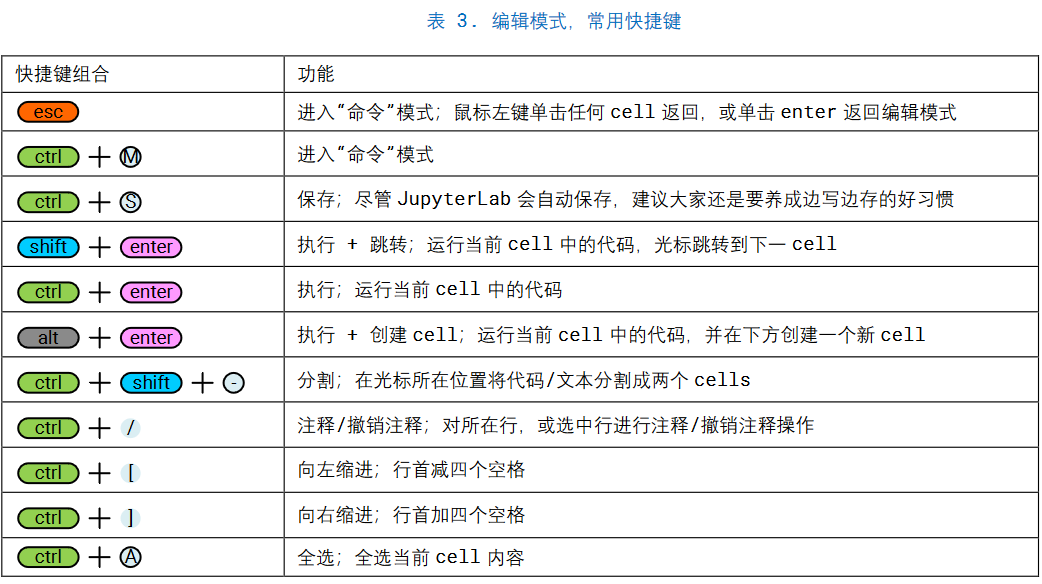 表 3. 编辑模式，常用快捷键
快捷键组合 功能
esc 进入“命令”模式；鼠标左键单击任何 cell 返回，或单击 enter 返回编辑模式
ctrl + M 进入“命令”模式
ctrl + S 保存；尽管 JupyterLab 会自动保存，建议大家还是要养成边写边存的好习惯
shift + enter 执行 + 跳转；运行当前 cell 中的代码，光标跳转到下一 cell
ctrl + enter 执行；运行当前 cell 中的代码
alt + enter 执行 + 创建 cell；运行当前 cell 中的代码，并在下方创建一个新 cell
ctrl + shift + - 分割；在光标所在位置将代码/文本分割成两个 cells
ctrl + / 注释/撤销注释；对所在行，或选中行进行注释/撤销注释操作
ctrl + [ 向左缩进；行首减四个空格
ctrl + ] 向右缩进；行首加四个空格
ctrl + A 全选；全选当前 cell 内容